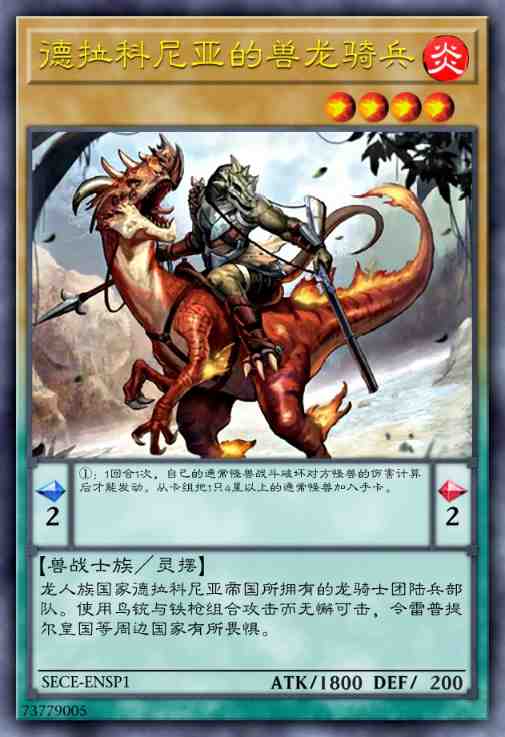 德拉科尼亚的兽龙骑兵 炎
①：1回合1次，自己的通常怪兽战斗破坏对方怪兽的伤害计算
后才能发动。从卡组把1只4星以上的通常怪兽加入手卡。
2
2
【兽战士族／灵摆】
龙人族国家德拉科尼亚帝国所拥有的龙骑士团陆兵部
队。使用鸟铳与铁枪组合攻击而无懈可击，令雷普提
尔皇国等周边国家有所畏惧。
SECE-ENSP1 ATK/1800 DEF/ 200
73779005